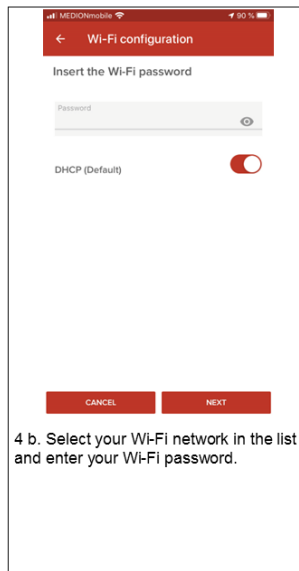 MEDIONmobile 90 %
Wi-Fi configuration
Insert the Wi-Fi password
Password
DHCP (Default)
CANCEL NEXT
4 b. Select your Wi-Fi network in the list
and enter your Wi-Fi password.